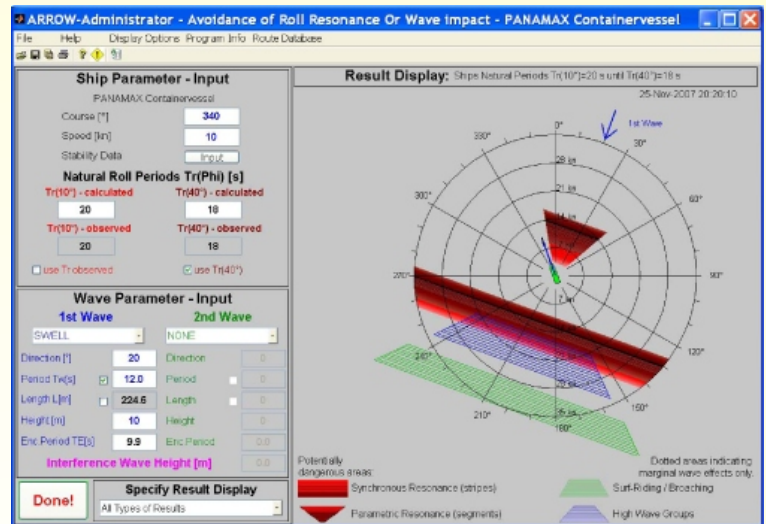 ARROW-Administrator - Avoidance of Roll Resonance Or Wave impact - PANAMAX Containervessel
File Help Display Options Program Info Route Database
Ship Parameter - Input
PANAMAX Containervessel
Course [°] 340
Speed [kn] 10
Stability Data Input
Natural Roll Periods Tr(Phi) [s]
Tr(10°) - calculated Tr(40°) - calculated
20 18
Tr(10°) - observed Tr(40°) - observed
20 18
use Tr observed use Tr(40°)
Wave Parameter - Input
1st Wave 2nd Wave
SWELL NONE
Direction [°] 20 Direction 0
Period Tw[s] 12.0 Period 0
Length L[m] 224.6 Length 0
Height [m] 10 Height 0
Enc.Period TE[s] 9.9 Enc.Period 0.0
Interference Wave Height [m] 0.0
Done!
Specify Result Display
All Types of Results
Result Display: Ships Natural Periods Tr(10°)=20 s until Tr(40°)=18 s
25-Nov-2007 20:20:10
1st Wave
0°
30°
60°
90°
120°
150°
180°
210°
240°
270°
300°
330°
28 kn
21 kn
Potentially
dangerous areas:
Dotted areas indicating
marginal wave effects only.
Synchronous Resonance (stripes)
Surf-Riding / Broaching
Parametric Resonance (segments)
High Wave Groups